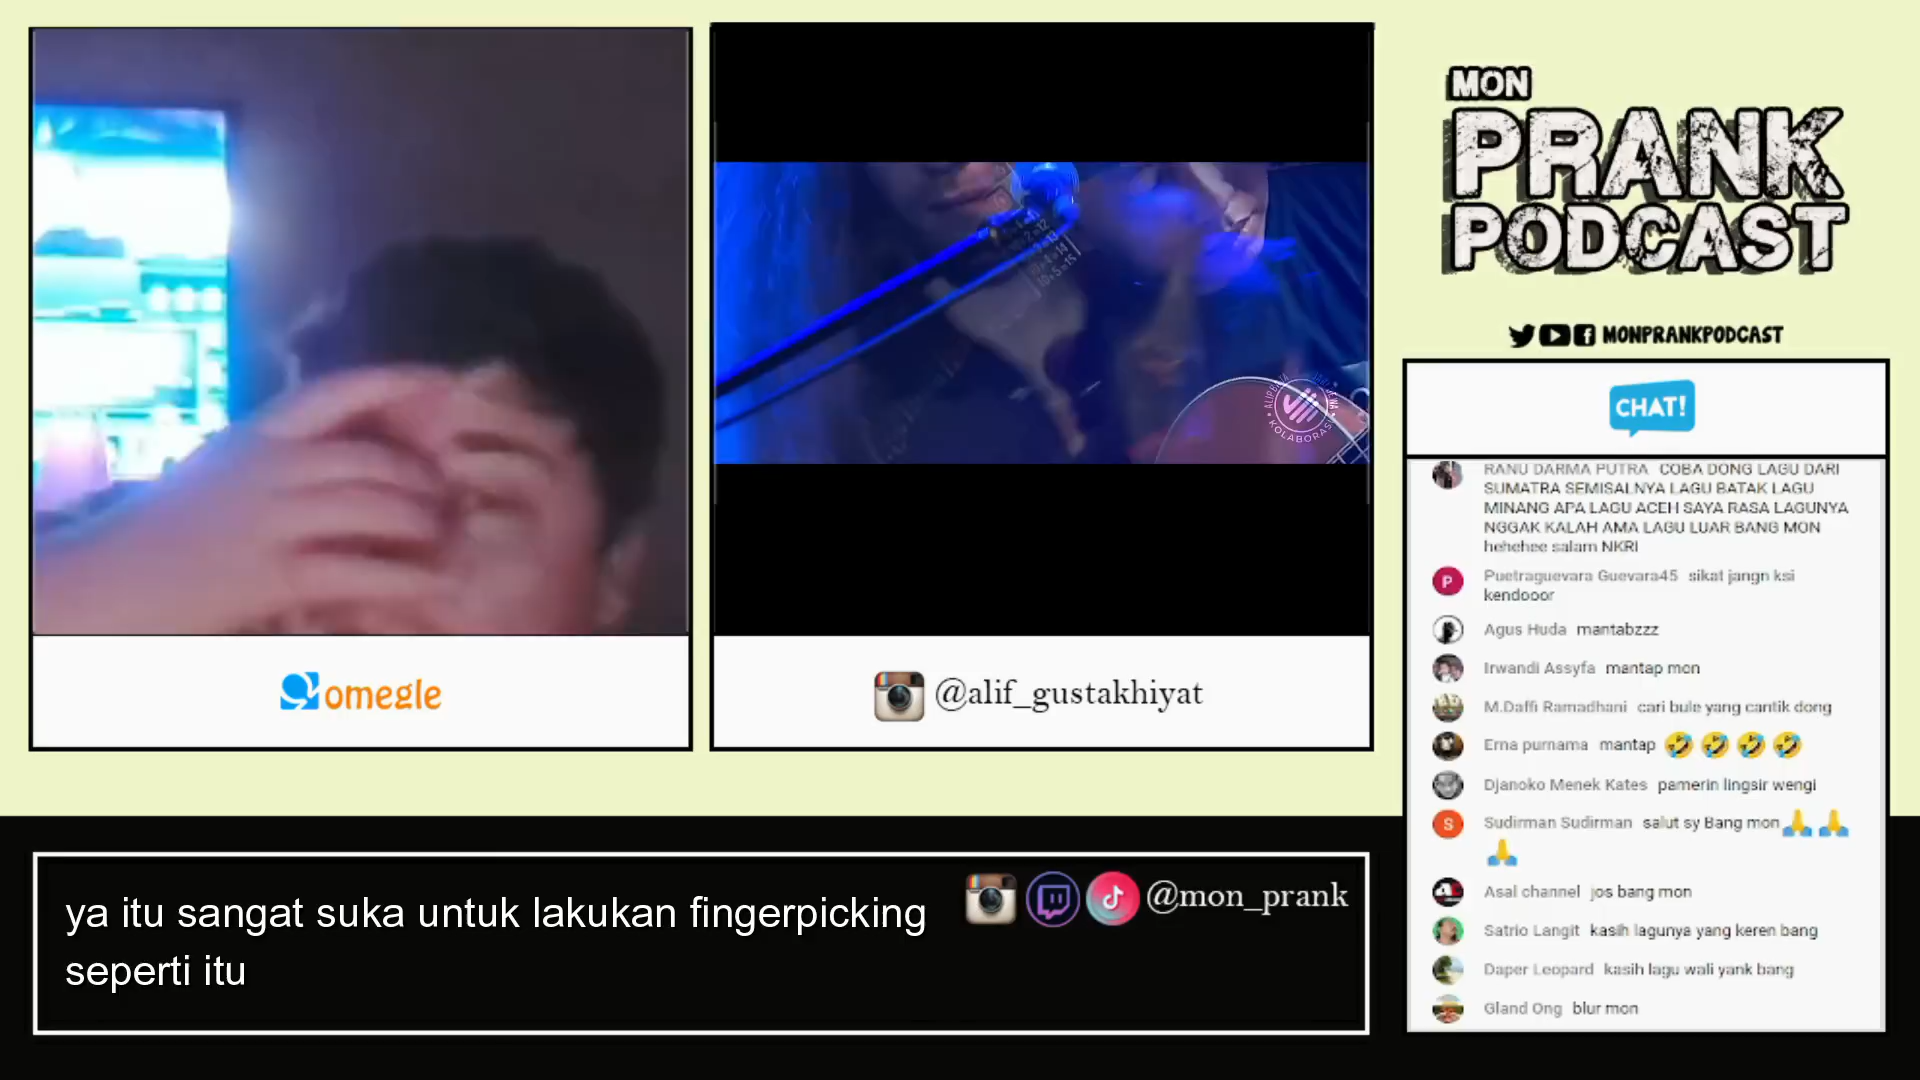 MON
PRANK
PODCAST
MONPRANKPODCAST
CHAT!
RANU DARMA PUTRA COBA DONG LAGU DARI
SUMATRA SEMISALNYA LAGU BATAK LAGU
MINANG APA LAGU ACEH SAYA RASA LAGUNYA
NGGAK KALAH AMA LAGU LUAR BANG MON
hehehee salam NKRI
Puetraguevara Guevara45 sikat jangn ksi
kendooor
Agus Huda mantabzzz
Irwandi Assyfa mantap mon
M.Daffi Ramadhani cari bule yang cantik dong
Erna purnama mantap 🤣 🤣 🤣 🤣
Djanoko Menek Kates pamerin lingsir wengi
Sudirman Sudirman salut sy Bang mon 🙏 🙏
🙏
Asal channel jos bang mon
Satrio Langit kasih lagunya yang keren bang
Daper Leopard kasih lagu wali yank bang
Gland Ong blur mon
omegle
@alif_gustakhiyat
KOLABORASI
ya itu sangat suka untuk lakukan fingerpicking
seperti itu
@mon_prank